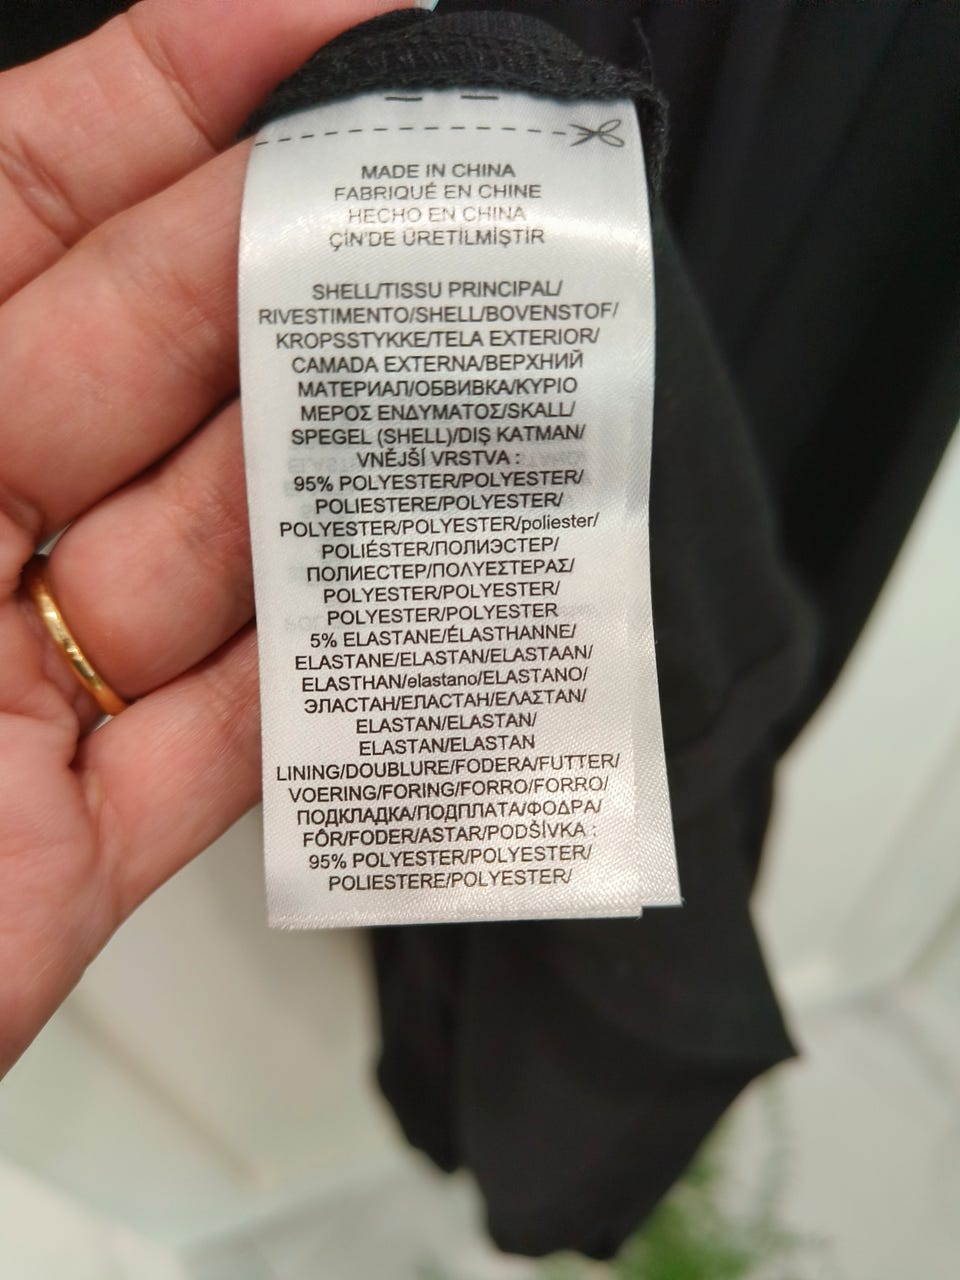 MADE IN CHINA
FABRIQUÉ EN CHINE
HECHO EN CHINA
ÇİN'DE ÜRETİLMİŞTİR
SHELL/TISSU PRINCIPAL/
RIVESTIMENTO/SHELL/BOVENSTOF/
KROPSSTYKKE/TELA EXTERIOR/
CAMADA EXTERNA/ВЕРХНИЙ
МАТЕРИАЛ/ОБВИВКА/ΚΥΡΙΟ
ΜΕΡΟΣ ΕΝΔΥΜΑΤΟΣ/SKALL/
SPEGEL (SHELL)/DIŞ KATMAN/
VNĚJŠÍ VRSTVA :
95% POLYESTER/POLYESTER/
POLIESTERE/POLYESTER/
POLYESTER/POLYESTER/poliester/
POLIÉSTER/ПОЛИЭСТЕР/
ПОЛИЕСТЕР/ΠΟΛΥΕΣΤΕΡΑΣ/
POLYESTER/POLYESTER/
POLYESTER/POLYESTER
5% ELASTANE/ÉLASTHANNE/
ELASTANE/ELASTAN/ELASTAAN/
ELASTHAN/elastano/ELASTANO/
ЭЛАСТАН/ЕЛАСТАН/ΕΛΑΣΤΑΝ/
ELASTAN/ELASTAN/
ELASTAN/ELASTAN
LINING/DOUBLURE/FODERA/FUTTER/
VOERING/FORING/FORRO/FORRO/
ПОДКЛАДКА/ПОДПЛАТА/ΦΟΔΡΑ/
FÔR/FODER/ASTAR/PODŠÍVKA :
95% POLYESTER/POLYESTER/
POLIESTERE/POLYESTER/